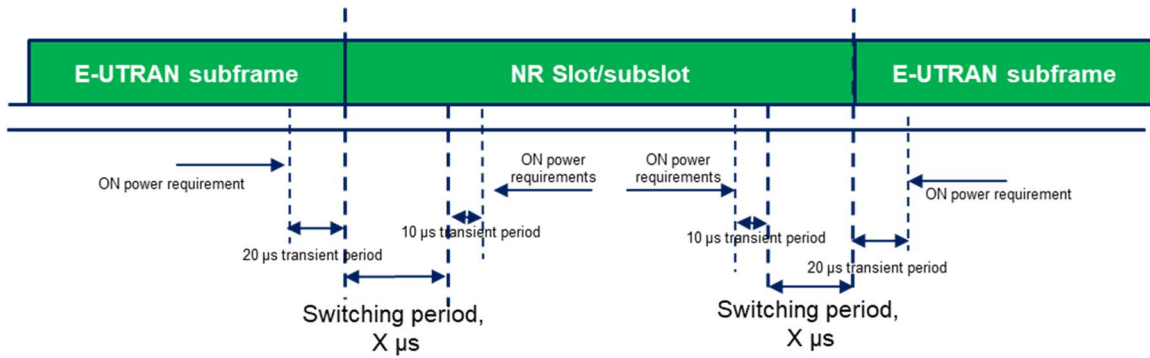 E-UTRAN subframe
NR Slot/subslot
E-UTRAN subframe
ON power requirement
ON power
requirements
ON power
requirements
ON power requirement
20 µs transient period
10 µs transient period
10 µs transient period
20 µs transient period
Switching period,
X µs
Switching period,
X µs